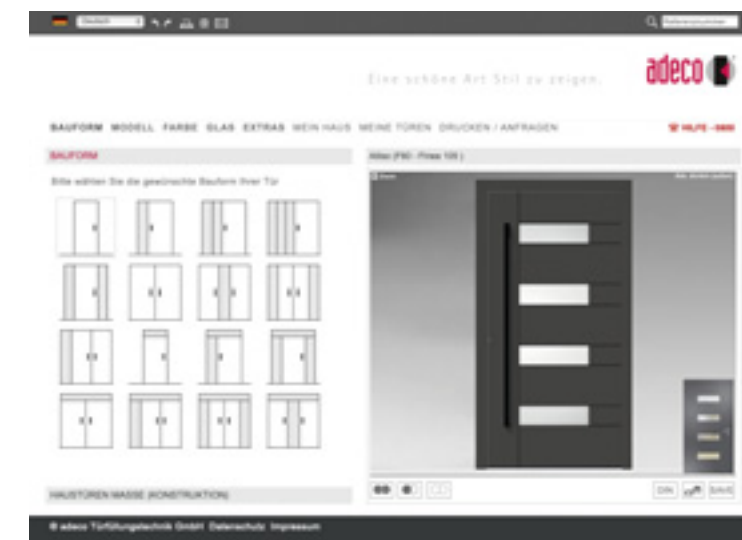 Deutsch
Referenznummer
adeco
Eine schöne Art Stil zu zeigen.
BAUFORM MODELL FARBE GLAS EXTRAS MEIN HAUS MEINE TÜREN DRUCKEN / ANFRAGEN
HILFE
BAUFORM
Bitte wählen Sie die gewünschte Bauform Ihrer Tür
HAUSTÜREN MASSE (KONSTRUKTION)
DIN
SAVE
© adeco Türfüllungstechnik GmbH Datenschutz Impressum